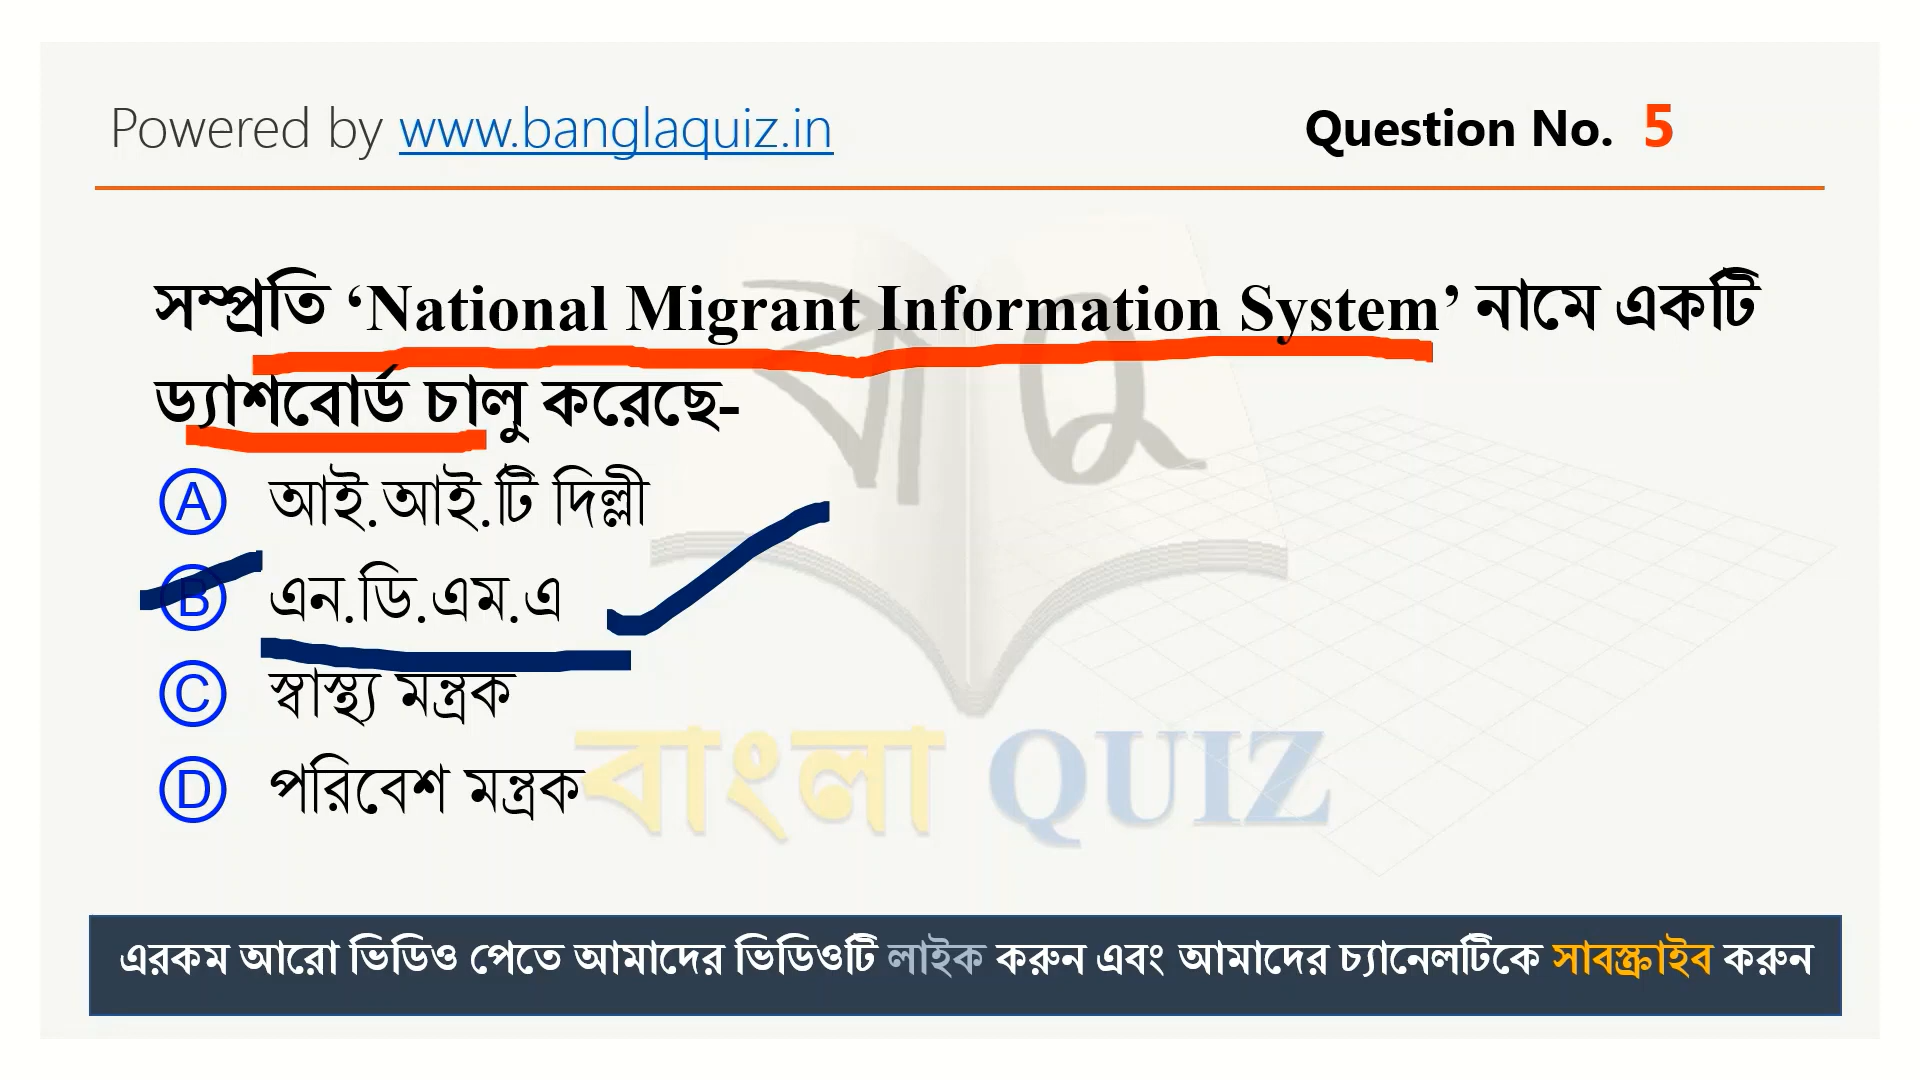 Powered by www.banglaquiz.in
Question No. 5
সম্প্রতি ‘National Migrant Information System’ নামে একটি
ড্যাশবোর্ড চালু করেছে-
A আই.আই.টি দিল্লী
B এন.ডি.এম.এ
C স্বাস্থ্য মন্ত্রক
D পরিবেশ মন্ত্রক
বাংলা QUIZ
এরকম আরো ভিডিও পেতে আমাদের ভিডিওটি লাইক করুন এবং আমাদের চ্যানেলটিকে সাবস্ক্রাইব করুন